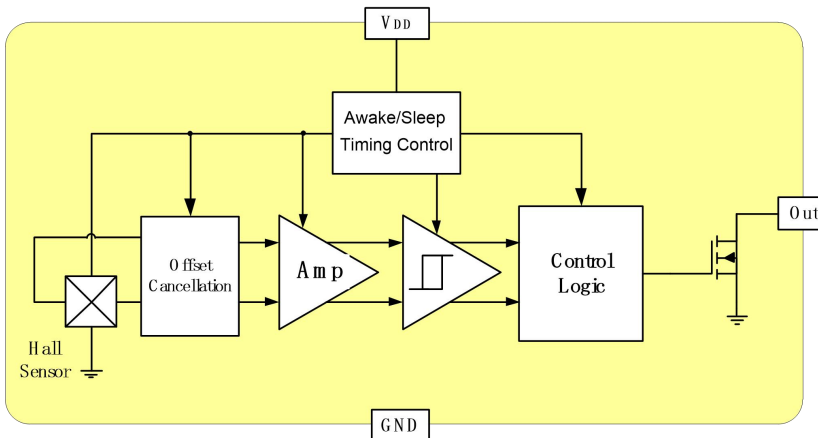 VDD
Awake/Sleep
Timing Control
Out
Offset
Cancellation
Amp
Control
Logic
Hall
Sensor
GND